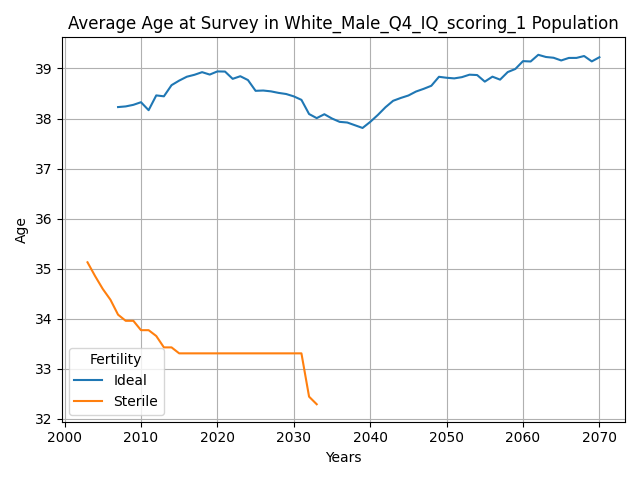 Average Age at Survey in White_Male_Q4_IQ_scoring_1 Population
39
38
37
36
35
34
33
32
Age
Fertility
Ideal
Sterile
2000 2010 2020 2030 2040 2050 2060 2070
Years